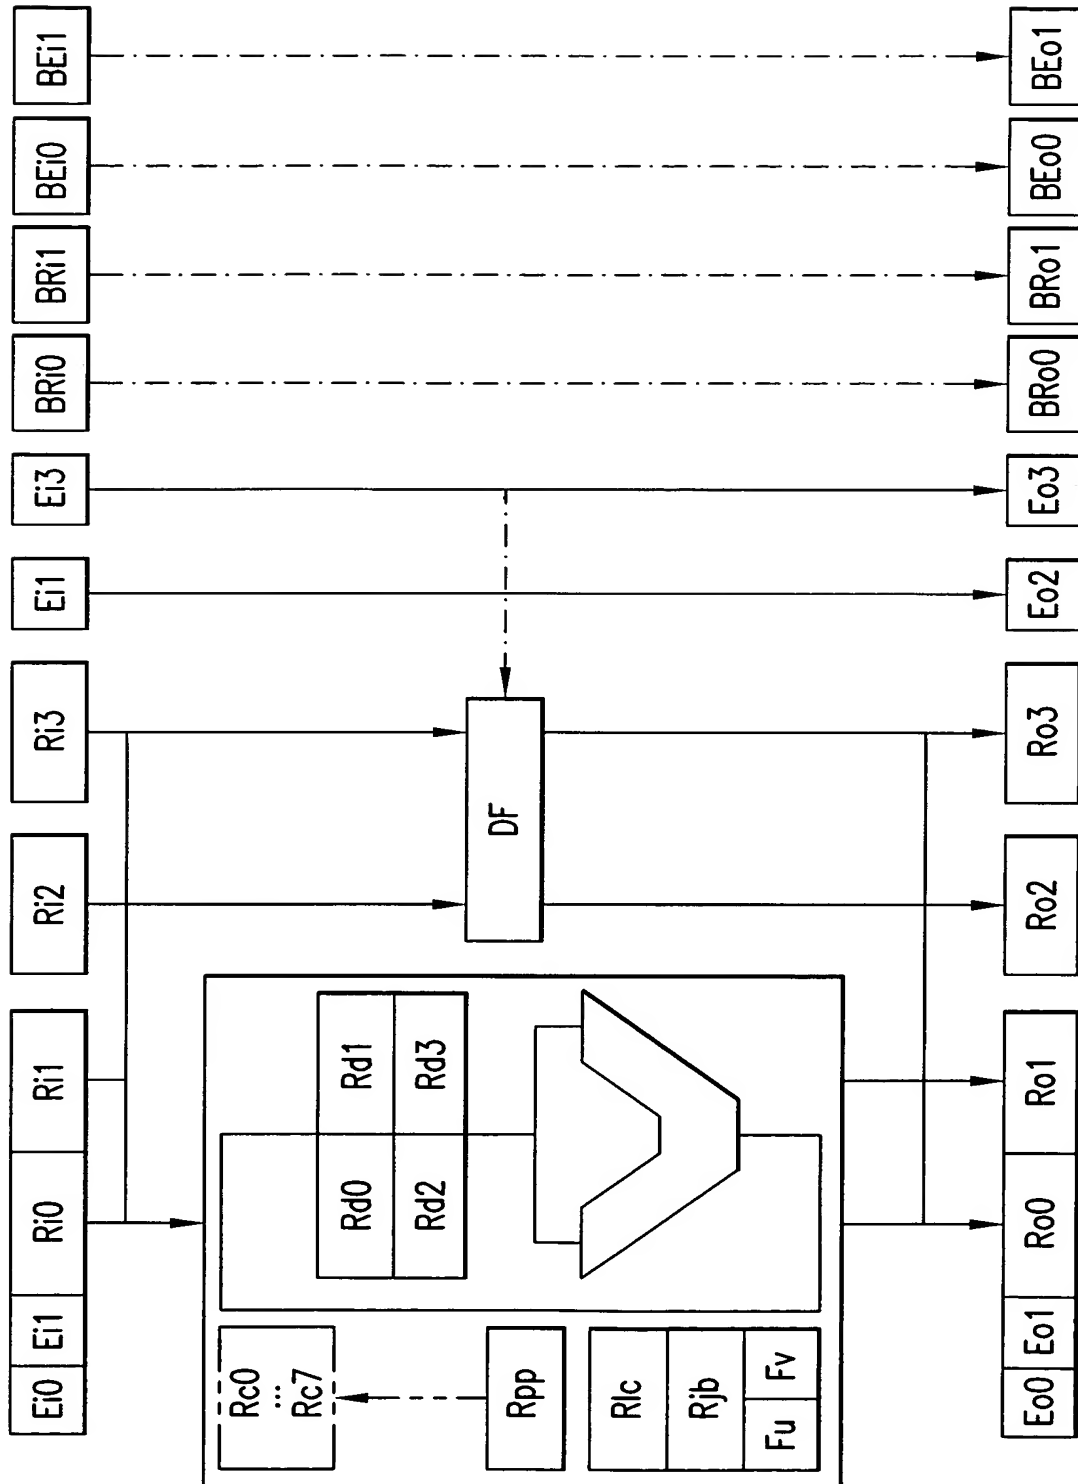 BEi1
BEi0
BRi1
BRi0
Ei3
Ei1
Ri3
Ri2
Ri1
Ri0
Ei1
Ei0
BEo1
BEo0
BRo1
BRo0
Eo3
Eo2
Ro3
Ro2
Ro1
Ro0
Eo1
Eo0
DF
Rd1
Rd3
Rd0
Rd2
Rc0
...
Rc7
Rpp
Rlc
Rjb
Fv
Fu